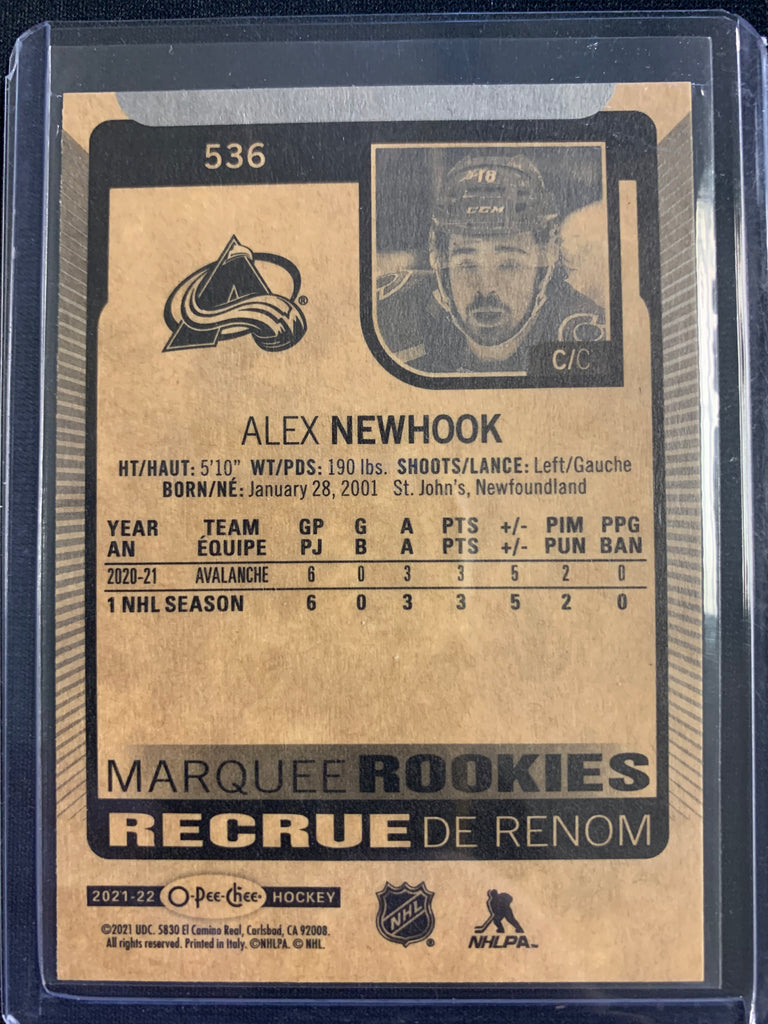 536
18
CCM
A
®
C/C
ALEX NEWHOOK
HT/HAUT: 5'10" WT/PDS: 190 lbs. SHOOTS/LANCE: Left/Gauche
BORN/NÉ: January 28, 2001 St. John's, Newfoundland
YEAR TEAM GP G A PTS +/- PIM PPG
AN ÉQUIPE PJ B A PTS +/- PUN BAN
2020-21 AVALANCHE 6 0 3 3 5 2 0
1 NHL SEASON 6 0 3 3 5 2 0
MARQUEE ROOKIES
RECRUE DE RENOM
2021-22 O-Pee-Chee HOCKEY
NHL ®
NHLPA™
©2021 UDC. 5830 El Camino Real, Carlsbad, CA 92008.
All rights reserved. Printed in Italy. ©NHLPA. © NHL.